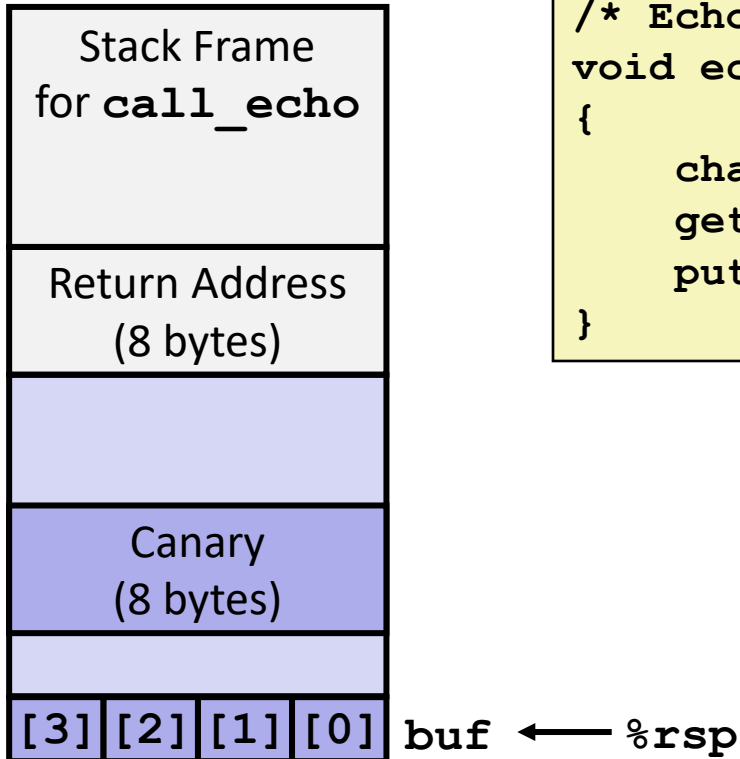 Stack Frame
for call_echo
Return Address
(8 bytes)
Canary
(8 bytes)
[3] [2] [1] [0] buf ← %rsp
/* Echo
void ec
{
cha
get
put
}